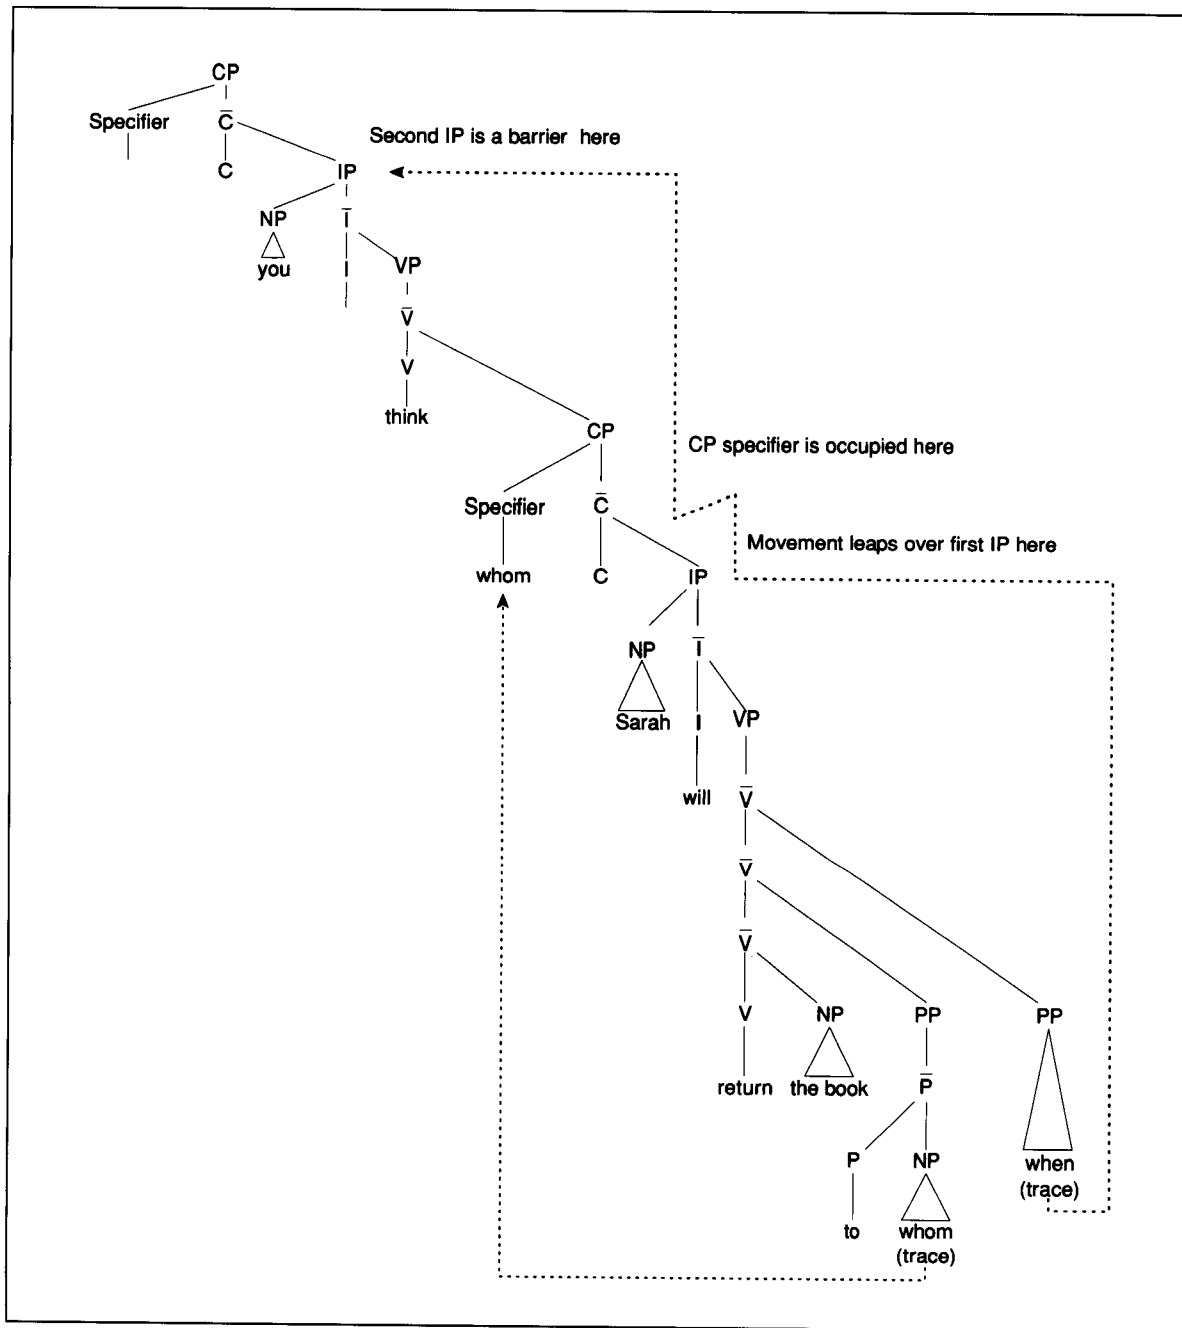 CP
Specifier C̅ Second IP is a barrier here
C IP
NP I̅
you I VP
V̅
V
think
CP CP specifier is occupied here
Specifier C̅
Movement leaps over first IP here
whom C IP
NP I̅
Sarah I VP
will V̅
V̅
V̅
V NP PP PP
return the book P̅
P NP when
(trace)
to whom
(trace)